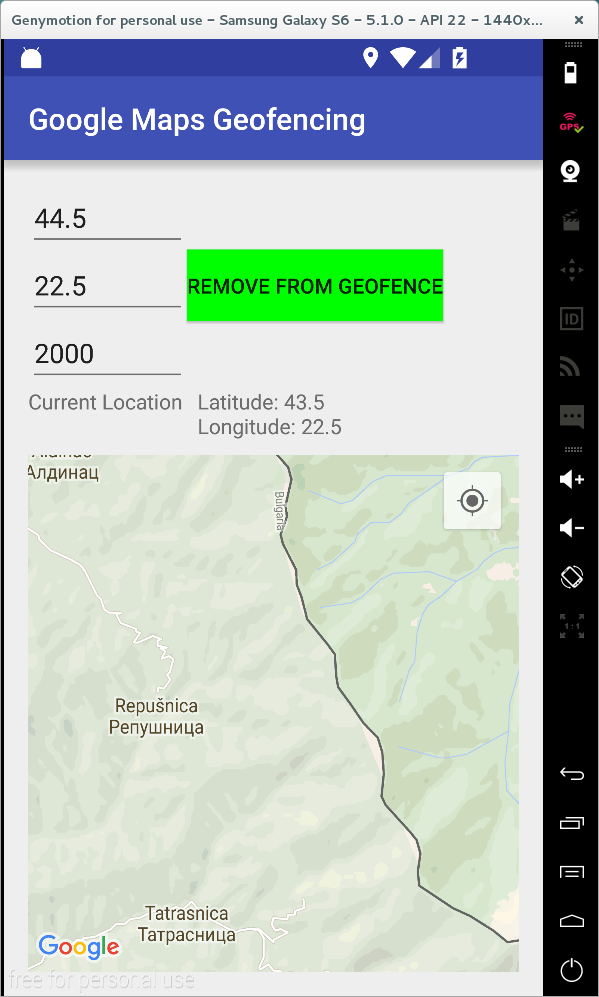 Genymotion for personal use - Samsung Galaxy S6 - 5.1.0 - API 22 - 1440x...
Google Maps Geofencing
GPS
44.5
22.5
REMOVE FROM GEOFENCE
ID
2000
Current Location
Latitude: 43.5
Longitude: 22.5
Алдинац
Bulgaria
1:1
Repušnica
Репушница
Tatrasnica
Татрасница
Google
free for personal use